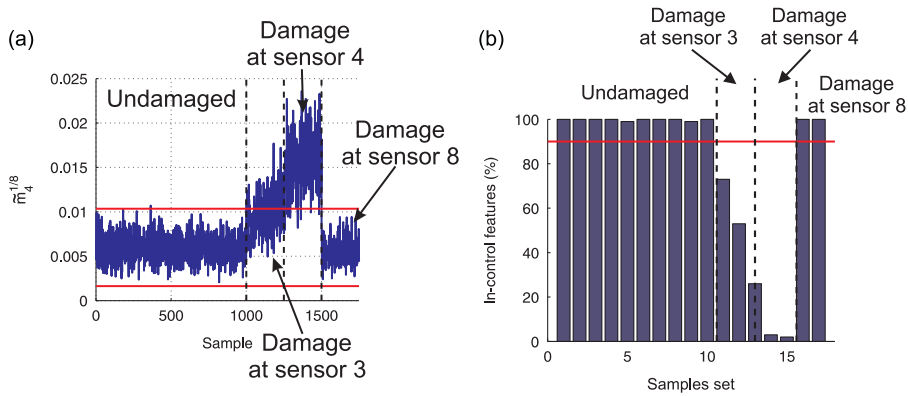 (a)
Damage
at sensor 4
0.025
0.02
0.015
0.01
0.005
0
m̃₄^1/8
Undamaged
Damage
at sensor 8
0
500
1000
1500
Sample
Damage
at sensor 3
(b)
Damage
at sensor 3
Damage
at sensor 4
Undamaged
Damage
at sensor 8
100
80
60
40
20
0
In-control features (%)
0
5
10
15
Samples set